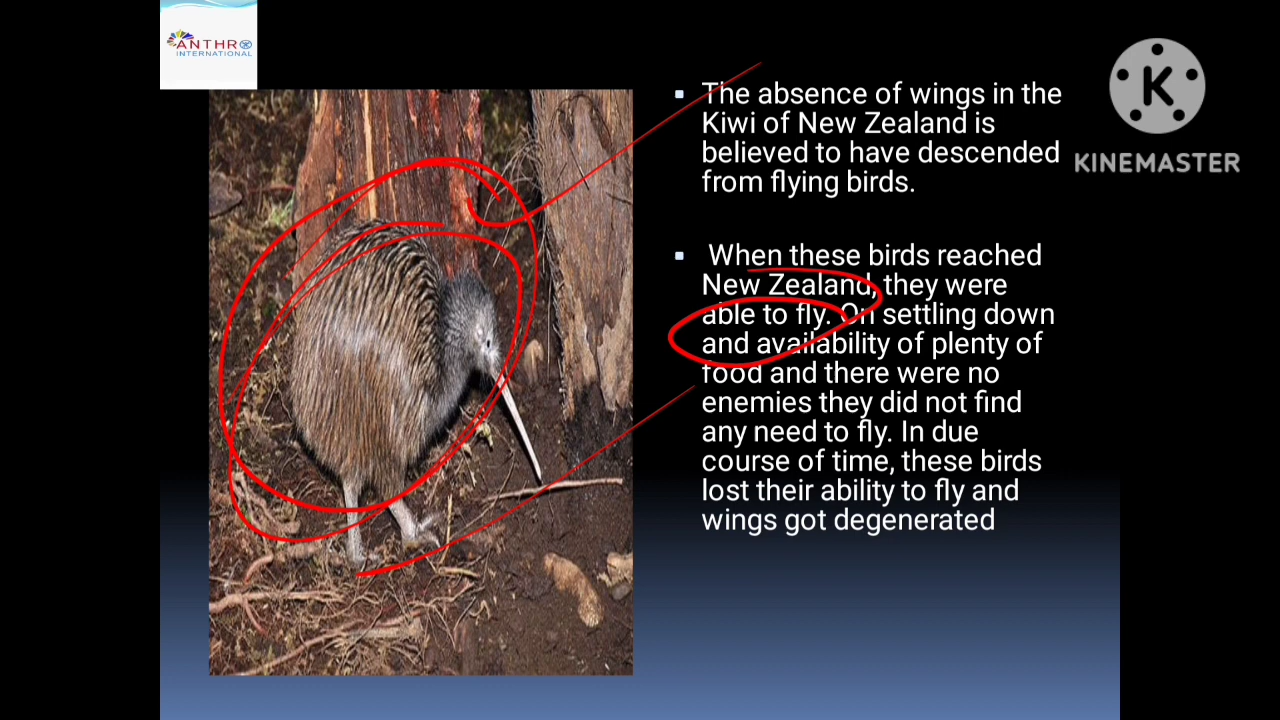 ANTHRO
INTERNATIONAL
The absence of wings in the
Kiwi of New Zealand is
believed to have descended
from flying birds.
When these birds reached
New Zealand, they were
able to fly. On settling down
and availability of plenty of
food and there were no
enemies they did not find
any need to fly. In due
course of time, these birds
lost their ability to fly and
wings got degenerated
K
KINEMASTER